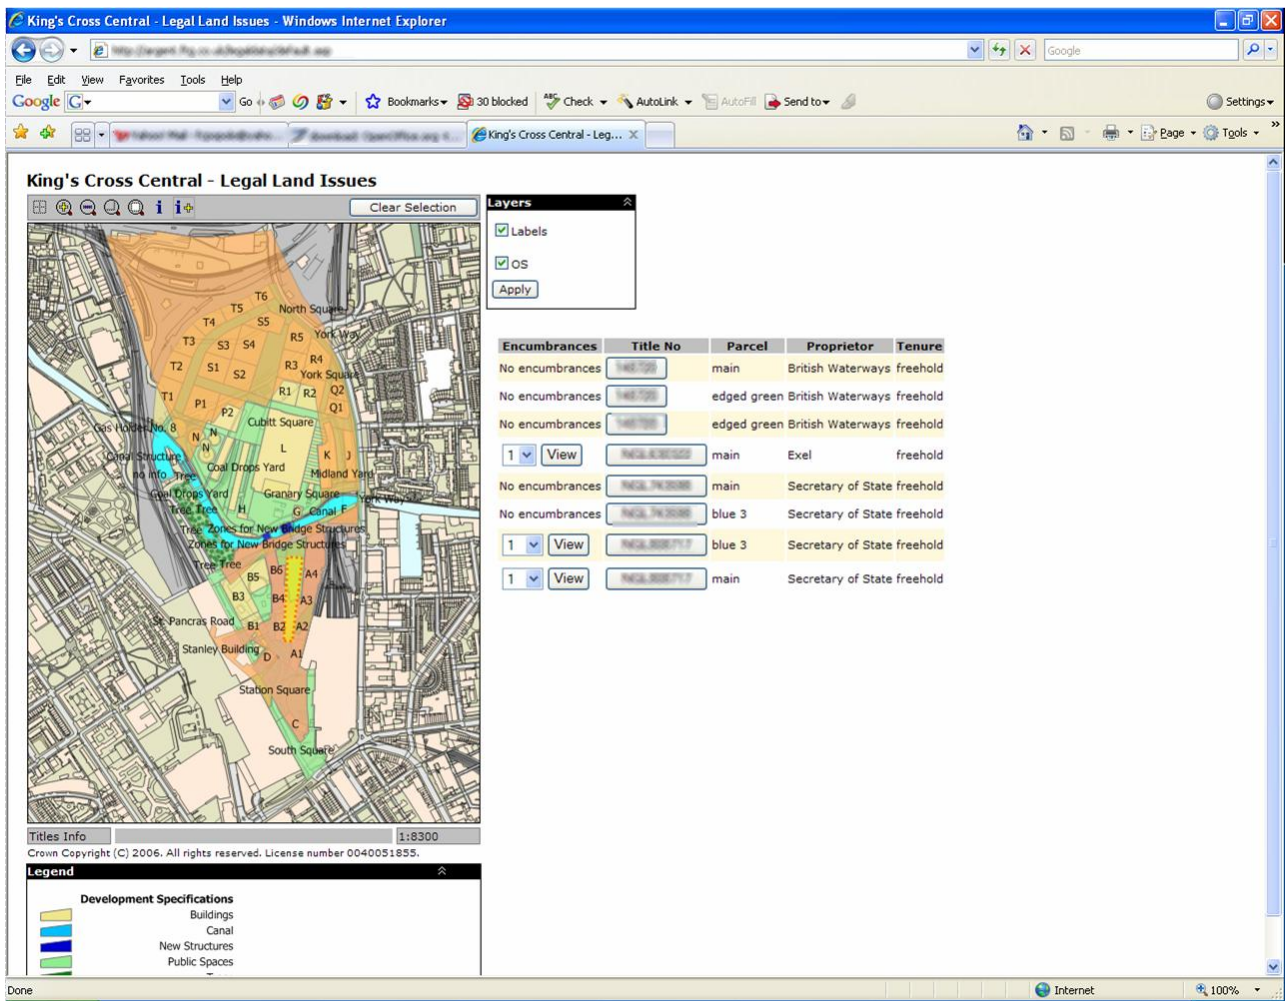 King's Cross Central - Legal Land Issues - Windows Internet Explorer
Google
File Edit View Favorites Tools Help
Google G Go Bookmarks 30 blocked ABC Check AutoLink AutoFill Send to Settings
King's Cross Central - Leg... X Page Tools »
King's Cross Central - Legal Land Issues
i i Clear Selection
Layers
Labels
OS
Apply
T6
T5 North Square
T4 S5
R5 York Way
T3 S3 S4
R4
T2 S1 R3
S2 York Square
R1 R2 Q2
T1 P1 Q1
P2
Cubitt Square
Gas Holder No. 8
N N
N L
Canal Structure K J
Coal Drops Yard
no info Tree Midland Yard
Coal Drops Yard Granary Square
York Way
Tree Tree H G Canal F
Tree Zones for New Bridge Structures
Zones for New Bridge Structures
Tree Tree
B6 A4
B5
B3 B4 A3
St. Pancras Road B1 B2 A2
Stanley Building D A1
Station Square
C
South Square
Encumbrances Title No Parcel Proprietor Tenure
No encumbrances main British Waterways freehold
No encumbrances edged green British Waterways freehold
No encumbrances edged green British Waterways freehold
1 View main Exel freehold
No encumbrances main Secretary of State freehold
No encumbrances blue 3 Secretary of State freehold
1 View blue 3 Secretary of State freehold
1 View main Secretary of State freehold
Titles Info 1:8300
Crown Copyright (C) 2006. All rights reserved. License number 0040051855.
Legend
Development Specifications
Buildings
Canal
New Structures
Public Spaces
Done Internet 100%